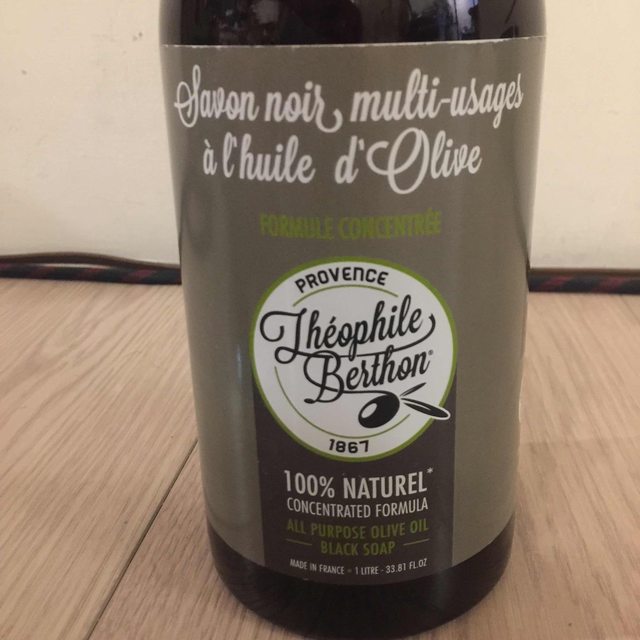 Savon noir multi-usages
à l'huile d'Olive
FORMULE CONCENTRÉE
PROVENCE
Théophile
Berthon®
1867
100% NATUREL*
CONCENTRATED FORMULA
ALL PURPOSE OLIVE OIL
BLACK SOAP
MADE IN FRANCE - 1 LITRE - 33.81 FL.OZ